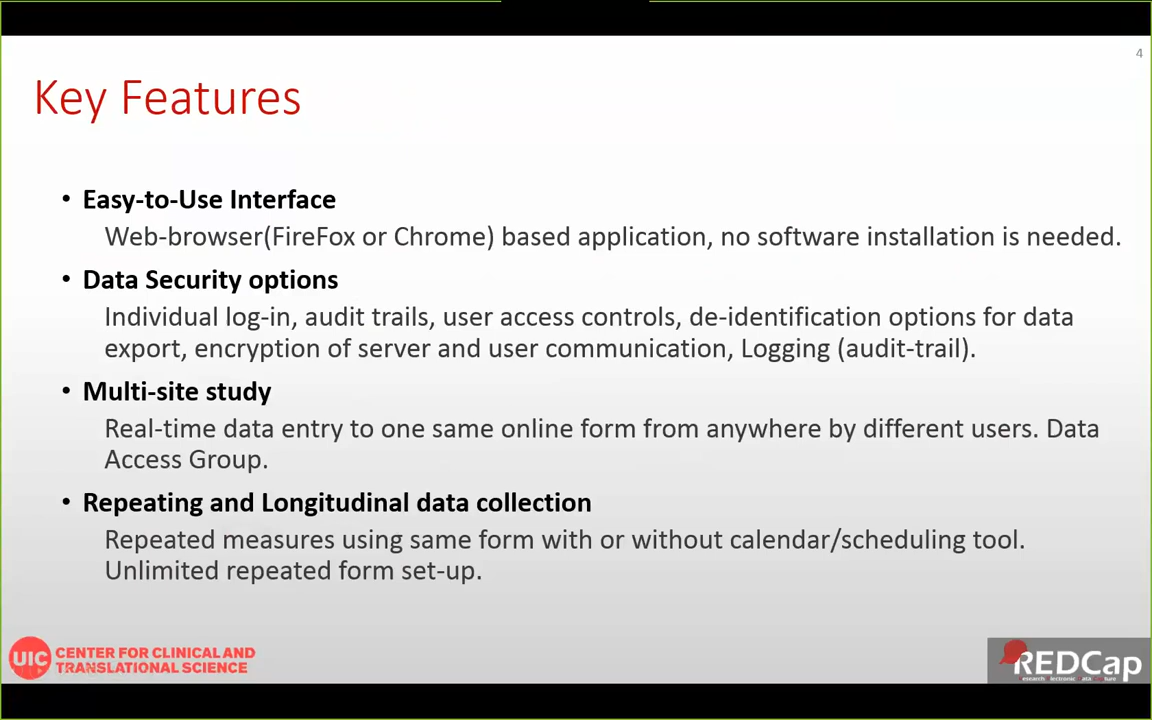 4
Key Features
• Easy-to-Use Interface
Web-browser(FireFox or Chrome) based application, no software installation is needed.
• Data Security options
Individual log-in, audit trails, user access controls, de-identification options for data
export, encryption of server and user communication, Logging (audit-trail).
• Multi-site study
Real-time data entry to one same online form from anywhere by different users. Data
Access Group.
• Repeating and Longitudinal data collection
Repeated measures using same form with or without calendar/scheduling tool.
Unlimited repeated form set-up.
UIC CENTER FOR CLINICAL AND
TRANSLATIONAL SCIENCE
REDCap
Research Electronic Data Capture